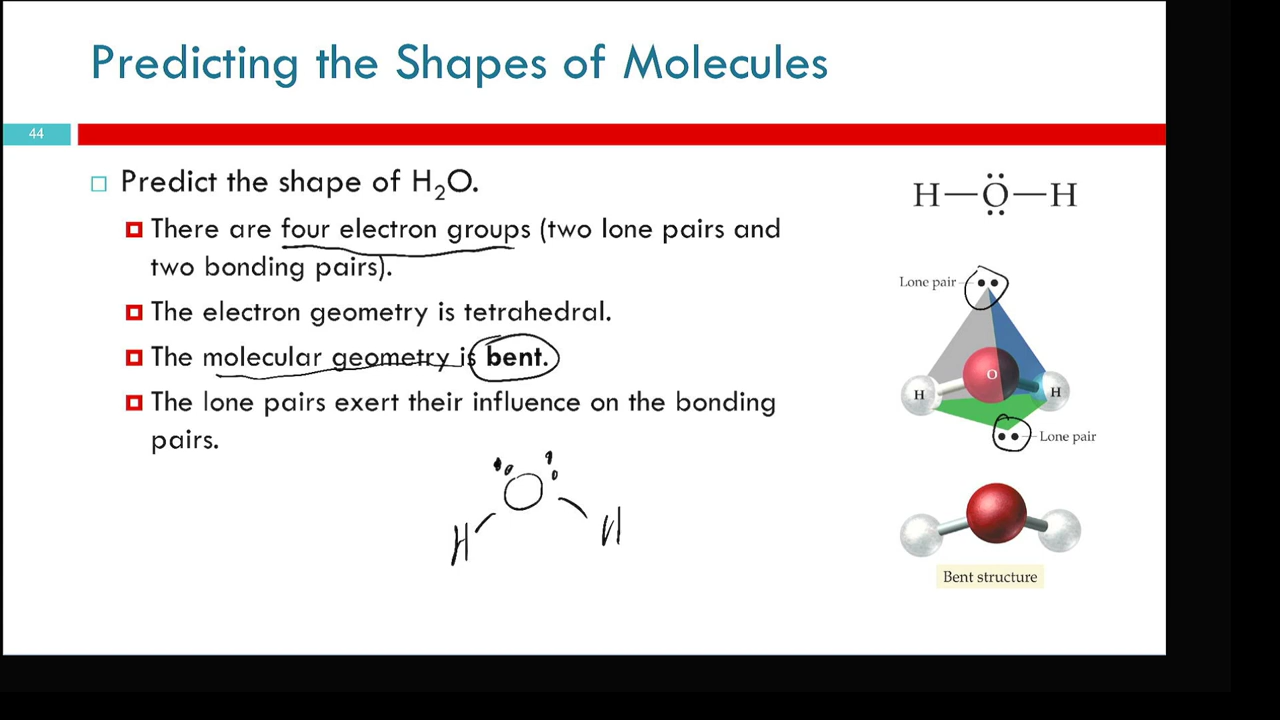 Predicting the Shapes of Molecules
44
Predict the shape of H₂O.
There are four electron groups (two lone pairs and
two bonding pairs).
The electron geometry is tetrahedral.
The molecular geometry is bent.
The lone pairs exert their influence on the bonding
pairs.
H—Ö—H
Lone pair
O
H
H
Lone pair
Bent structure
O
H
H